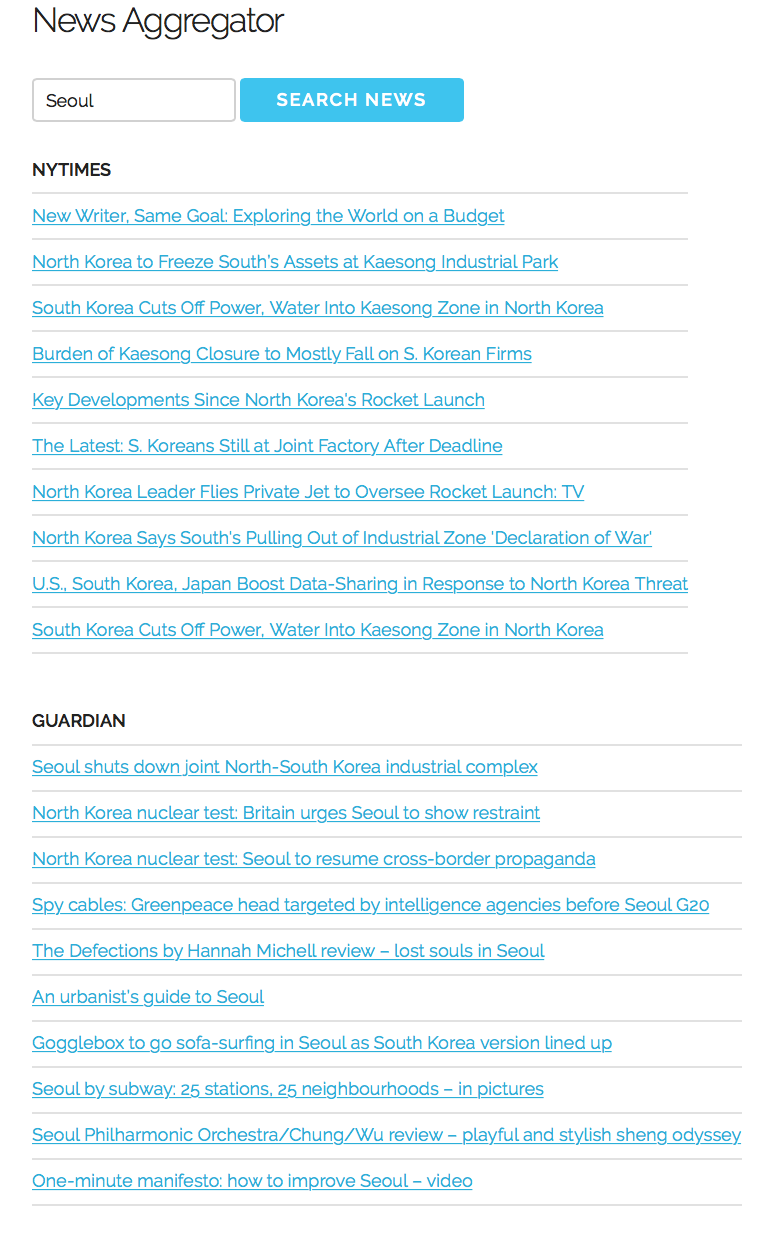 News Aggregator
Seoul
SEARCH NEWS
NYTIMES
New Writer, Same Goal: Exploring the World on a Budget
North Korea to Freeze South's Assets at Kaesong Industrial Park
South Korea Cuts Off Power, Water Into Kaesong Zone in North Korea
Burden of Kaesong Closure to Mostly Fall on S. Korean Firms
Key Developments Since North Korea's Rocket Launch
The Latest: S. Koreans Still at Joint Factory After Deadline
North Korea Leader Flies Private Jet to Oversee Rocket Launch: TV
North Korea Says South's Pulling Out of Industrial Zone 'Declaration of War'
U.S., South Korea, Japan Boost Data-Sharing in Response to North Korea Threat
South Korea Cuts Off Power, Water Into Kaesong Zone in North Korea
GUARDIAN
Seoul shuts down joint North-South Korea industrial complex
North Korea nuclear test: Britain urges Seoul to show restraint
North Korea nuclear test: Seoul to resume cross-border propaganda
Spy cables: Greenpeace head targeted by intelligence agencies before Seoul G20
The Defections by Hannah Michell review – lost souls in Seoul
An urbanist's guide to Seoul
Gogglebox to go sofa-surfing in Seoul as South Korea version lined up
Seoul by subway: 25 stations, 25 neighbourhoods – in pictures
Seoul Philharmonic Orchestra/Chung/Wu review – playful and stylish sheng odyssey
One-minute manifesto: how to improve Seoul – video